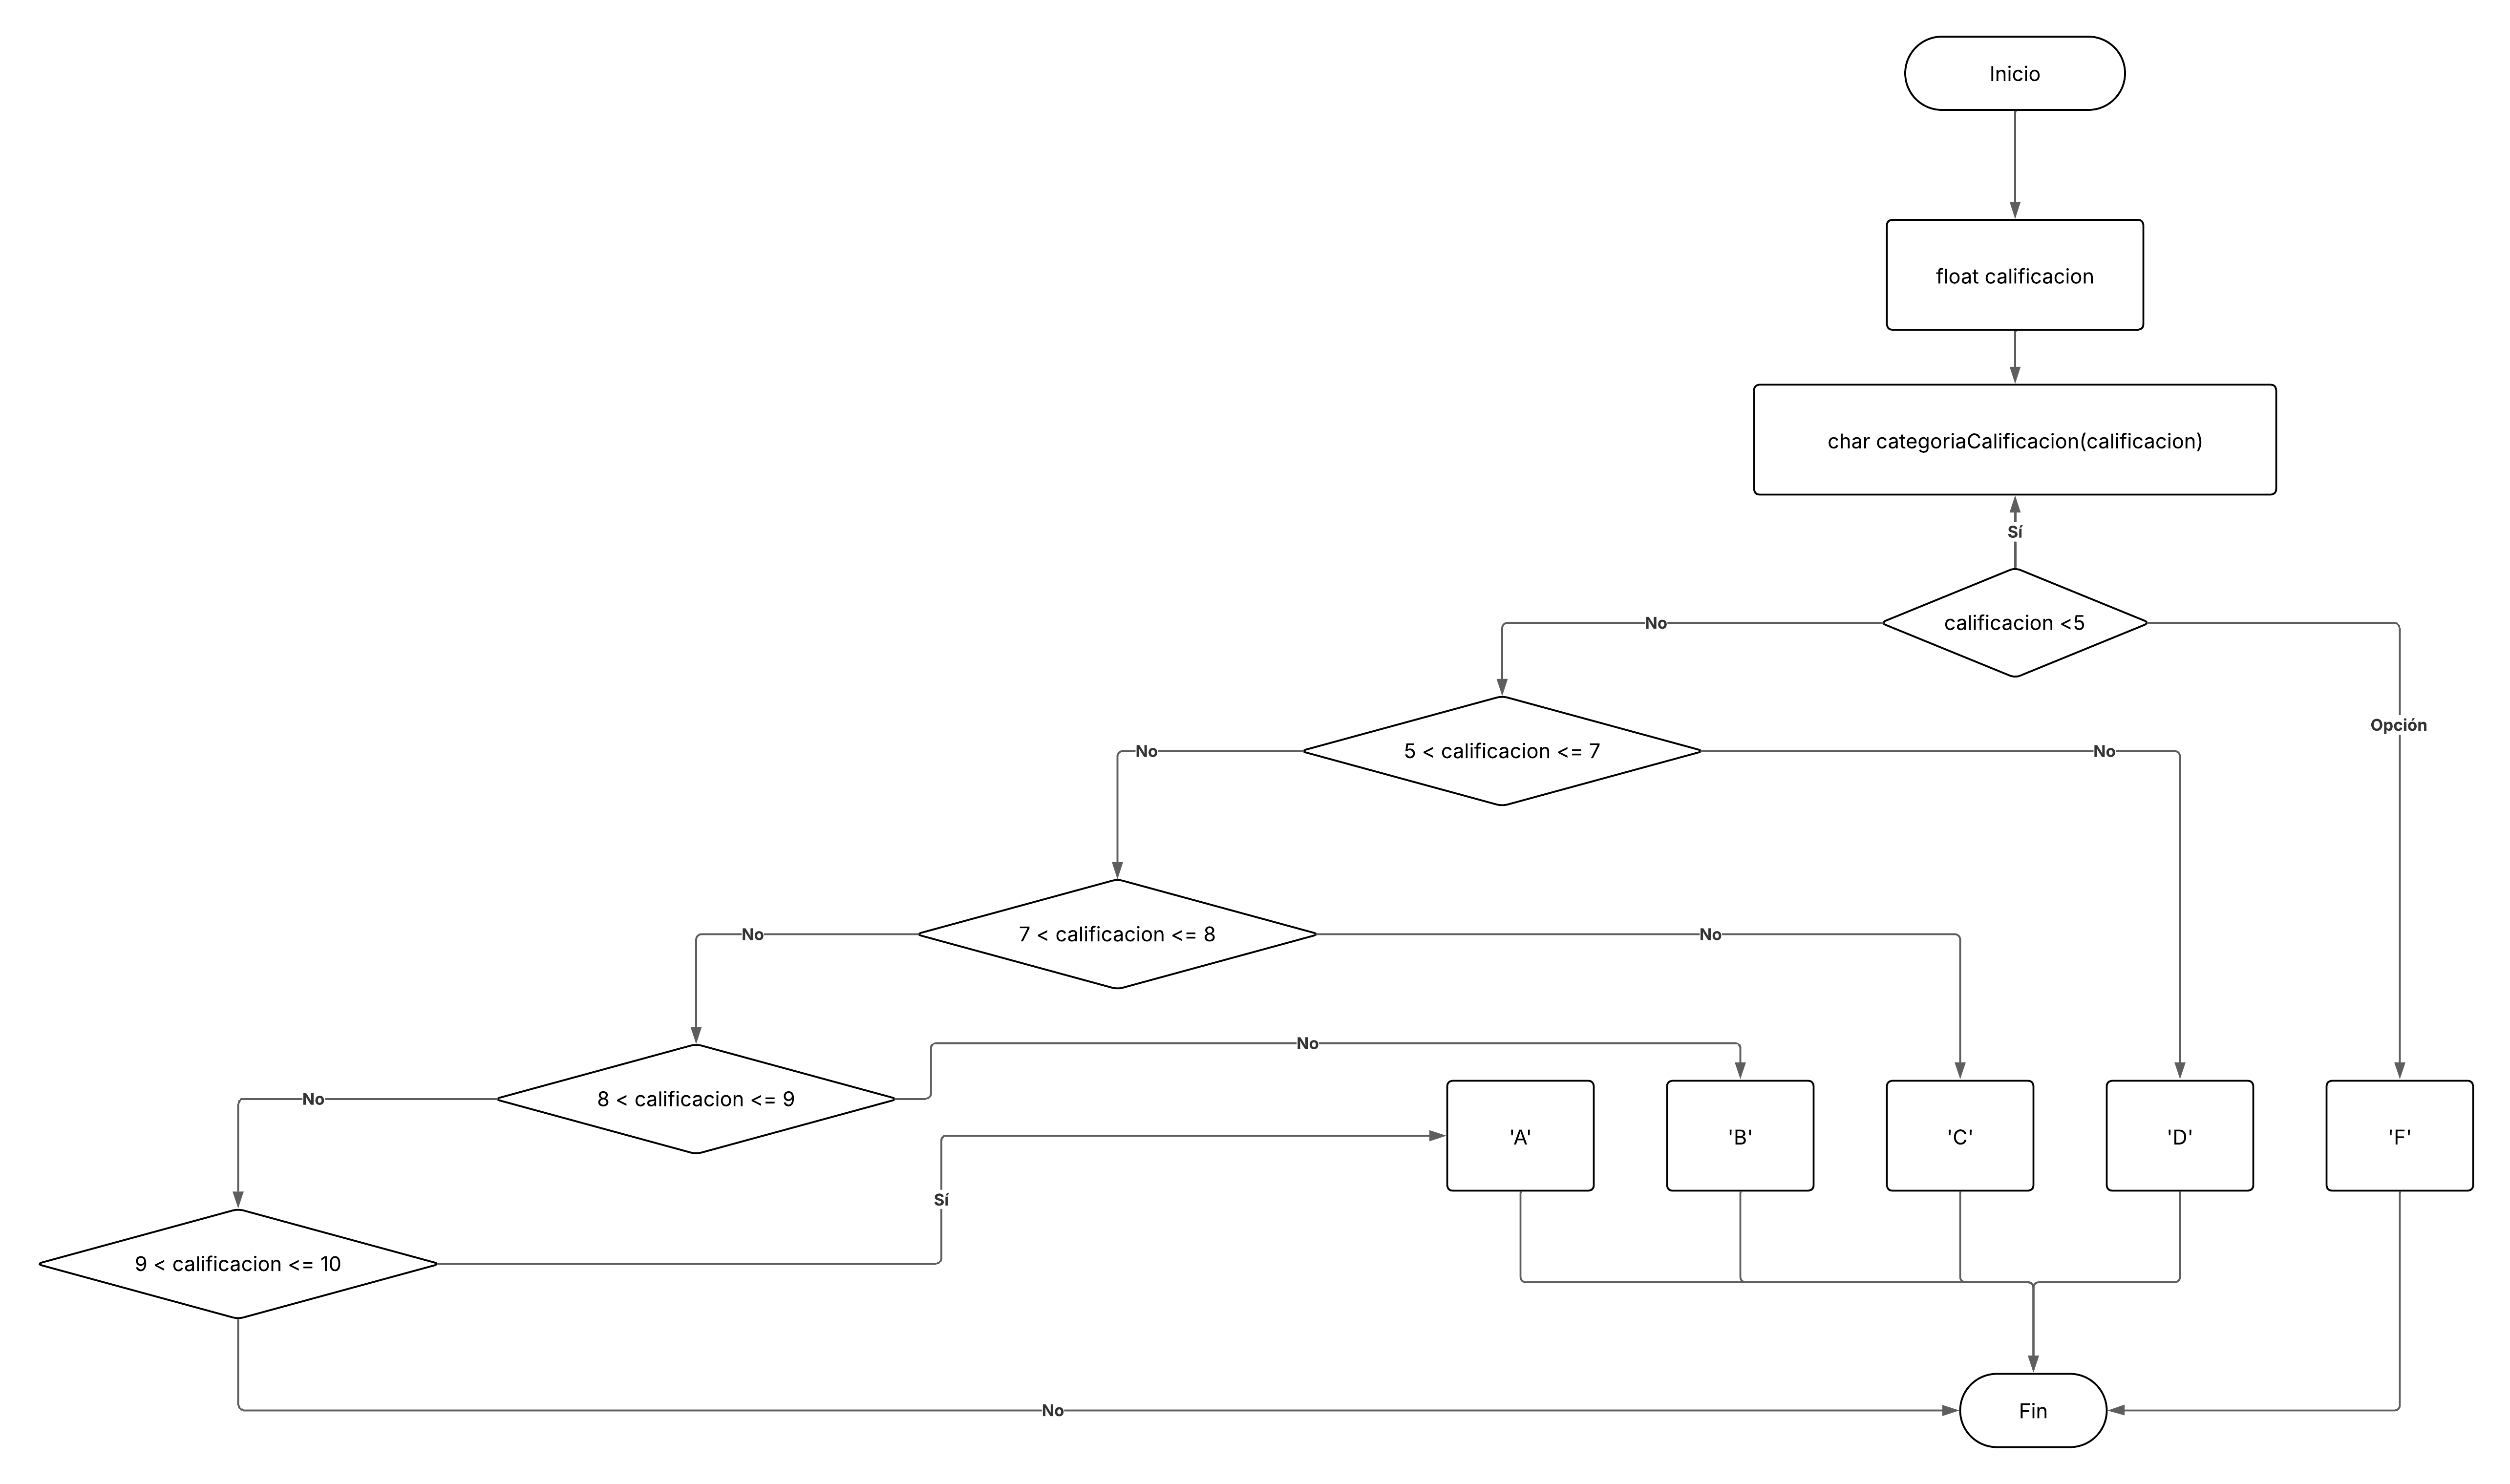 Inicio
float calificacion
char categoriaCalificacion(calificacion)
Sí
calificacion <5
No
Opción
5 < calificacion <= 7
No
No
7 < calificacion <= 8
No
No
8 < calificacion <= 9
No
No
'A'
'B'
'C'
'D'
'F'
Sí
9 < calificacion <= 10
No
Fin